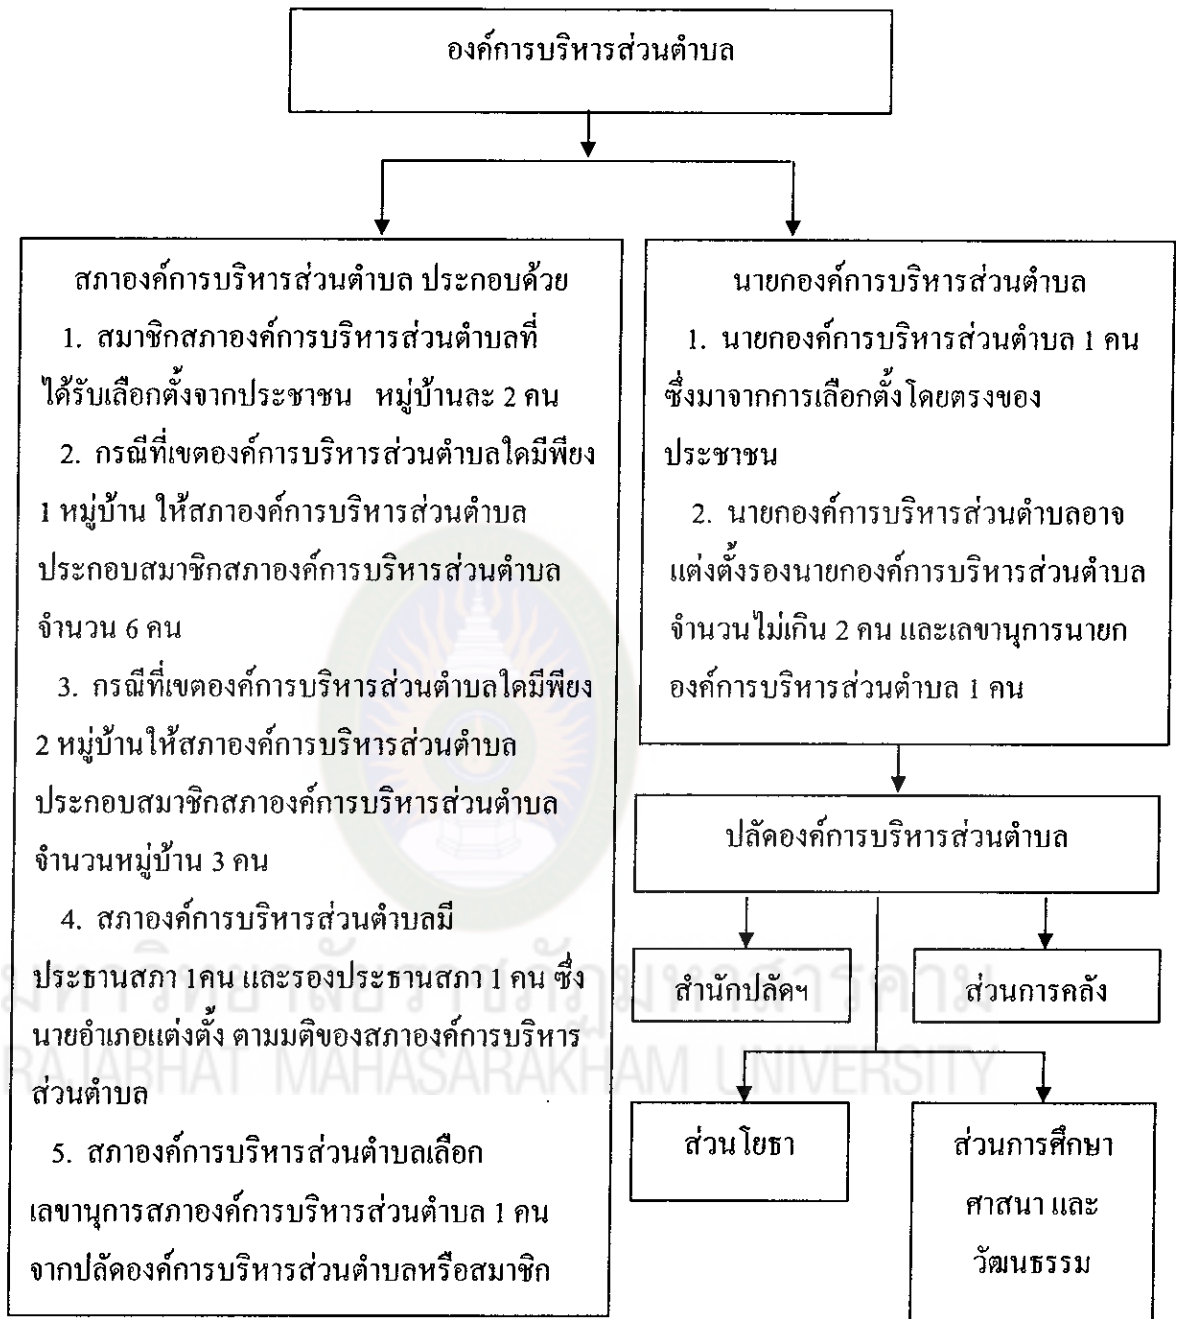 องค์การบริหารส่วนตำบล
สภาองค์การบริหารส่วนตำบล ประกอบด้วย
1. สมาชิกสภาองค์การบริหารส่วนตำบลที่
ได้รับเลือกตั้งจากประชาชน หมู่บ้านละ 2 คน
2. กรณีที่เขตองค์การบริหารส่วนตำบลใดมีพียง
1 หมู่บ้าน ให้สภาองค์การบริหารส่วนตำบล
ประกอบสมาชิกสภาองค์การบริหารส่วนตำบล
จำนวน 6 คน
3. กรณีที่เขตองค์การบริหารส่วนตำบลใดมีพียง
2 หมู่บ้านให้สภาองค์การบริหารส่วนตำบล
ประกอบสมาชิกสภาองค์การบริหารส่วนตำบล
จำนวนหมู่บ้าน 3 คน
4. สภาองค์การบริหารส่วนตำบลมี
ประธานสภา 1คน และรองประธานสภา 1 คน ซึ่ง
นายอำเภอแต่งตั้ง ตามมติของสภาองค์การบริหาร
ส่วนตำบล
5. สภาองค์การบริหารส่วนตำบลเลือก
เลขานุการสภาองค์การบริหารส่วนตำบล 1 คน
จากปลัดองค์การบริหารส่วนตำบลหรือสมาชิก
นายกองค์การบริหารส่วนตำบล
1. นายกองค์การบริหารส่วนตำบล 1 คน
ซึ่งมาจากการเลือกตั้งโดยตรงของ
ประชาชน
2. นายกองค์การบริหารส่วนตำบลอาจ
แต่งตั้งรองนายกองค์การบริหารส่วนตำบล
จำนวนไม่เกิน 2 คน และเลขานุการนายก
องค์การบริหารส่วนตำบล 1 คน
ปลัดองค์การบริหารส่วนตำบล
สำนักปลัดฯ
ส่วนการคลัง
ส่วนโยธา
ส่วนการศึกษา
ศาสนา และ
วัฒนธรรม
มหาวิทยาลัยราชภัฏมหาสารคาม
RAJABHAT MAHASARAKHAM UNIVERSITY